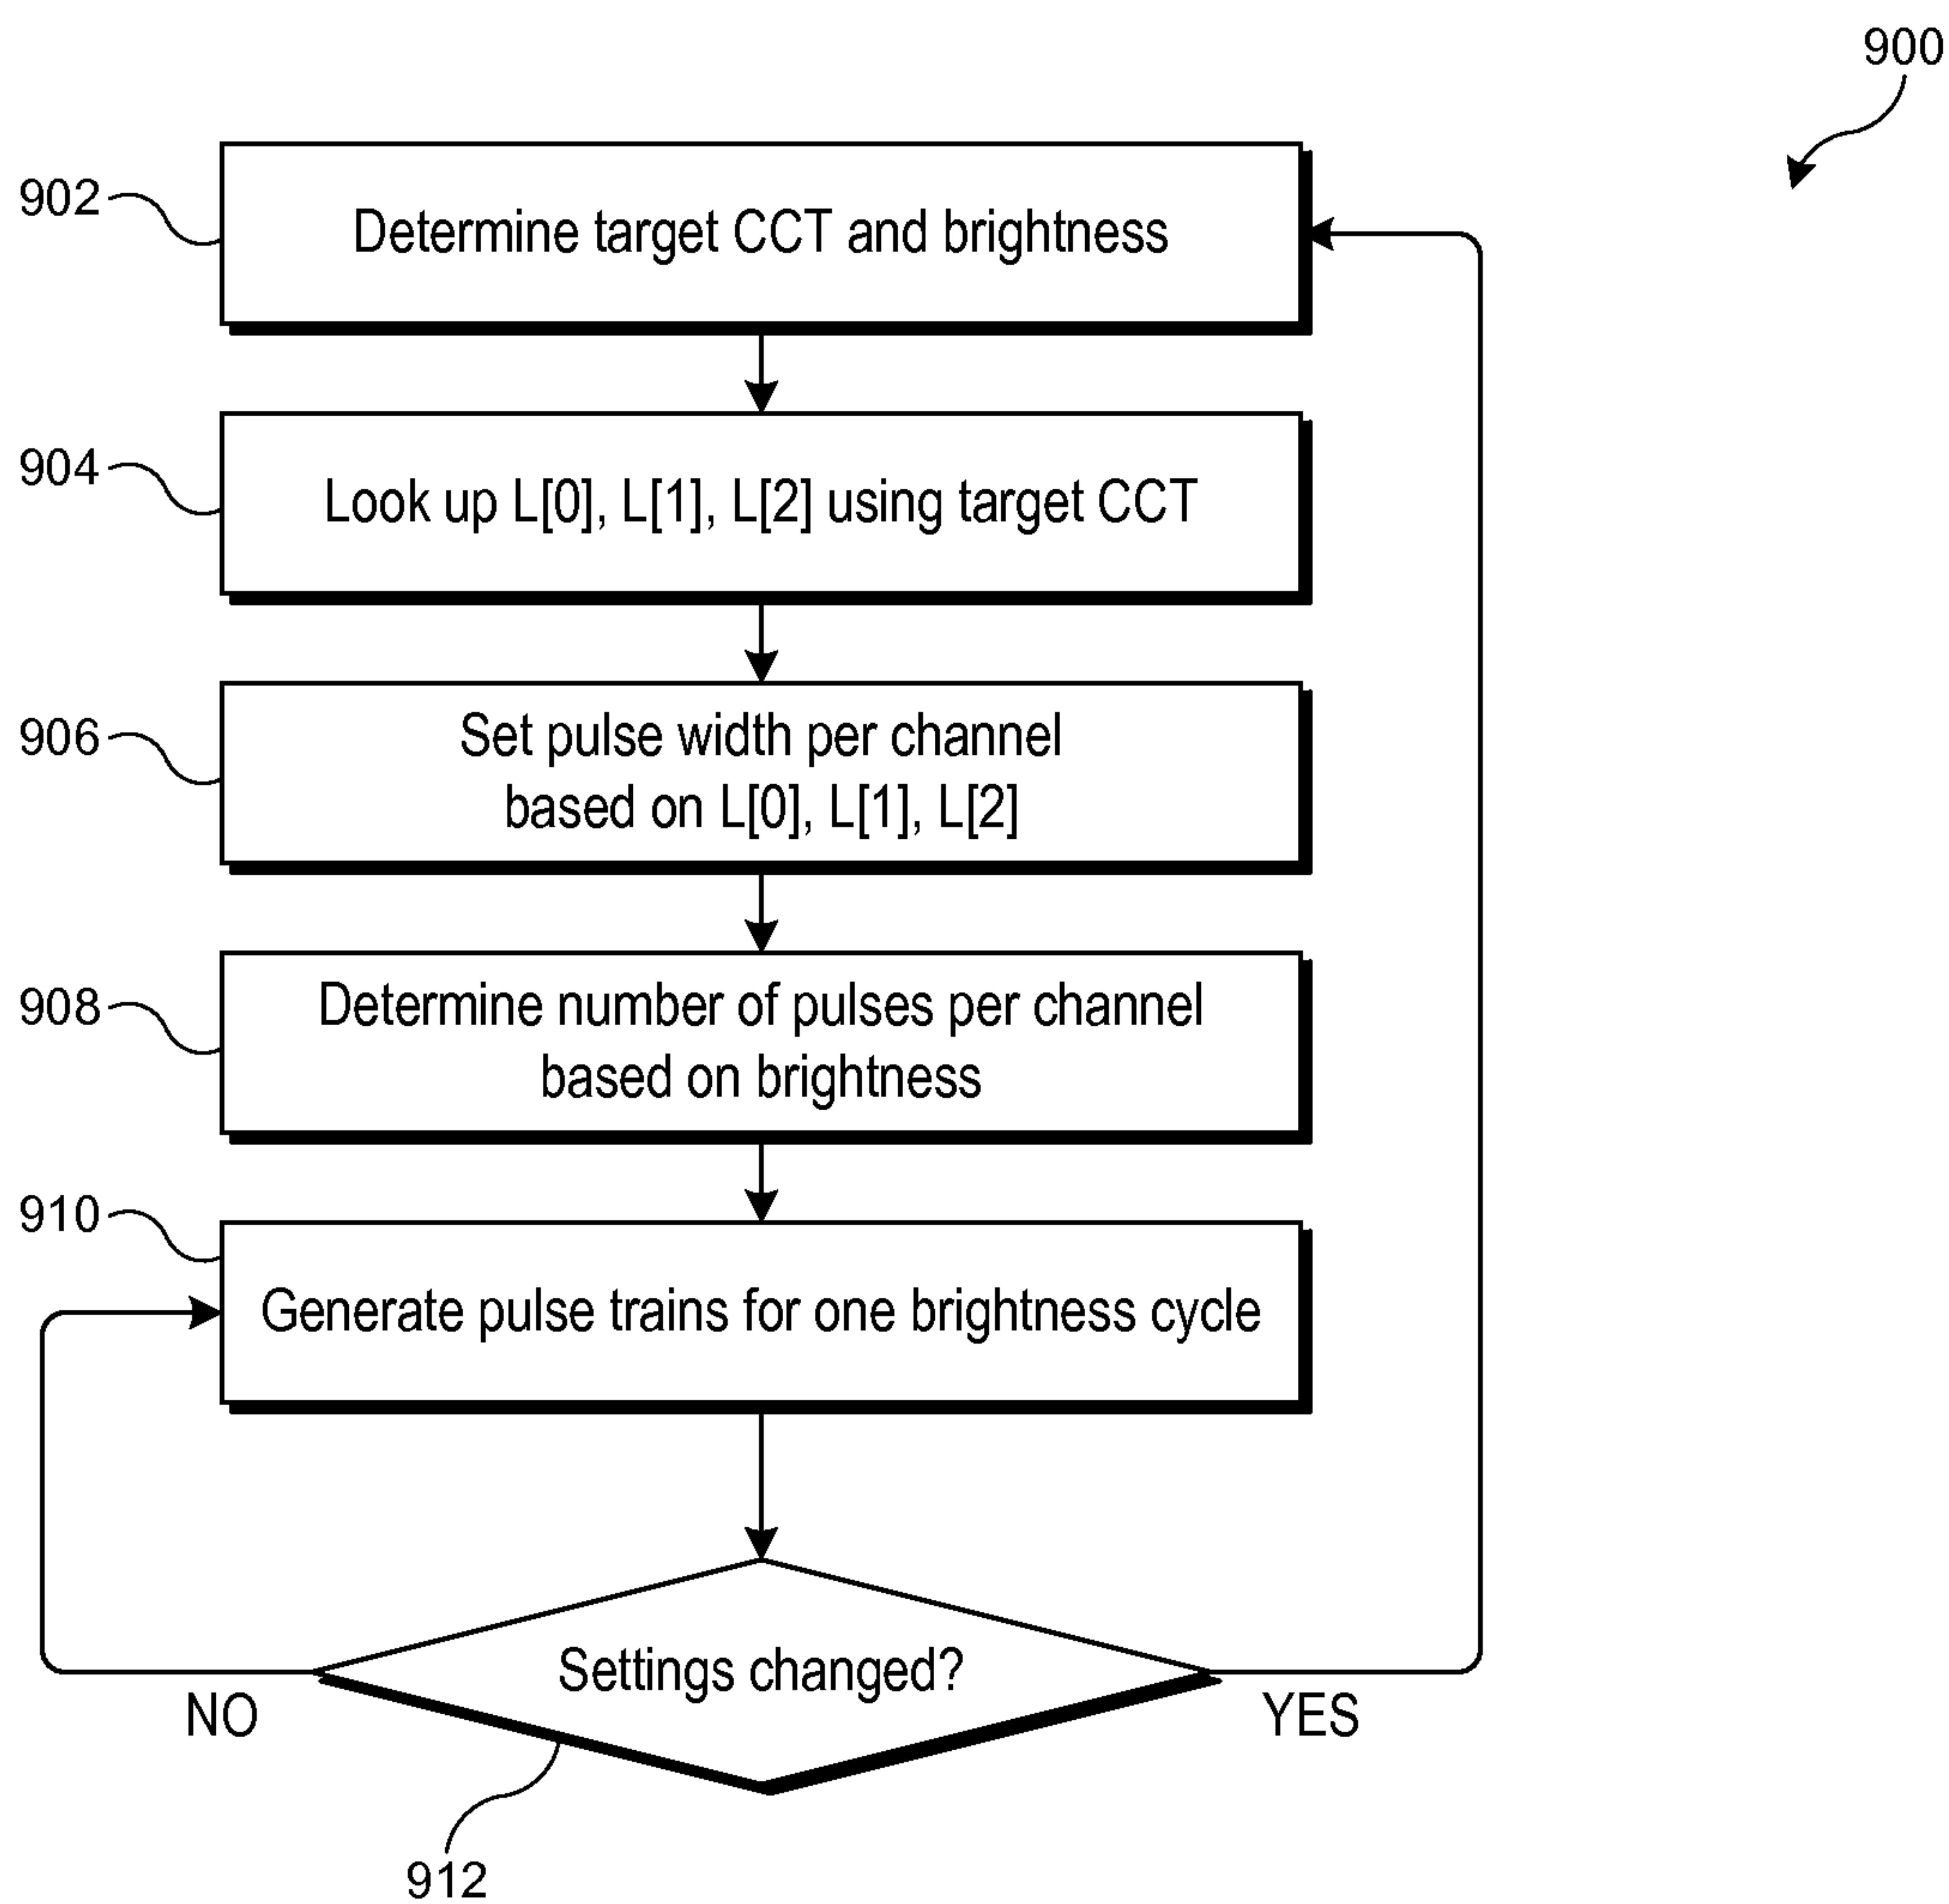 900
902
Determine target CCT and brightness
904
Look up L[0], L[1], L[2] using target CCT
906
Set pulse width per channel
based on L[0], L[1], L[2]
908
Determine number of pulses per channel
based on brightness
910
Generate pulse trains for one brightness cycle
Settings changed?
NO
YES
912